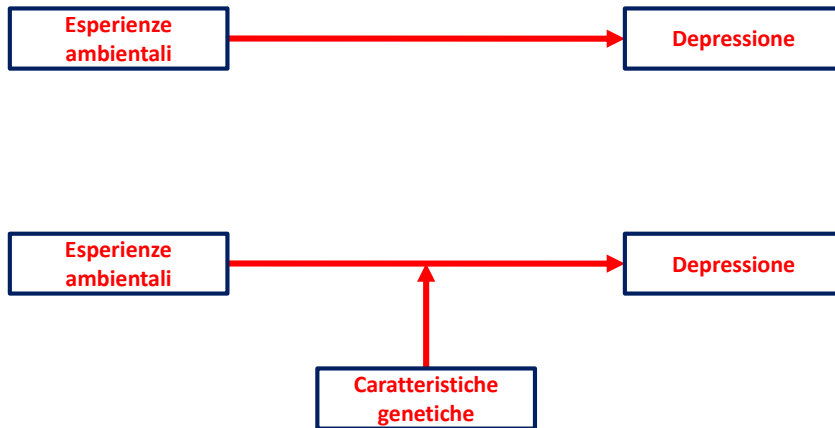 Esperienze
ambientali
Depressione
Esperienze
ambientali
Depressione
Caratteristiche
genetiche